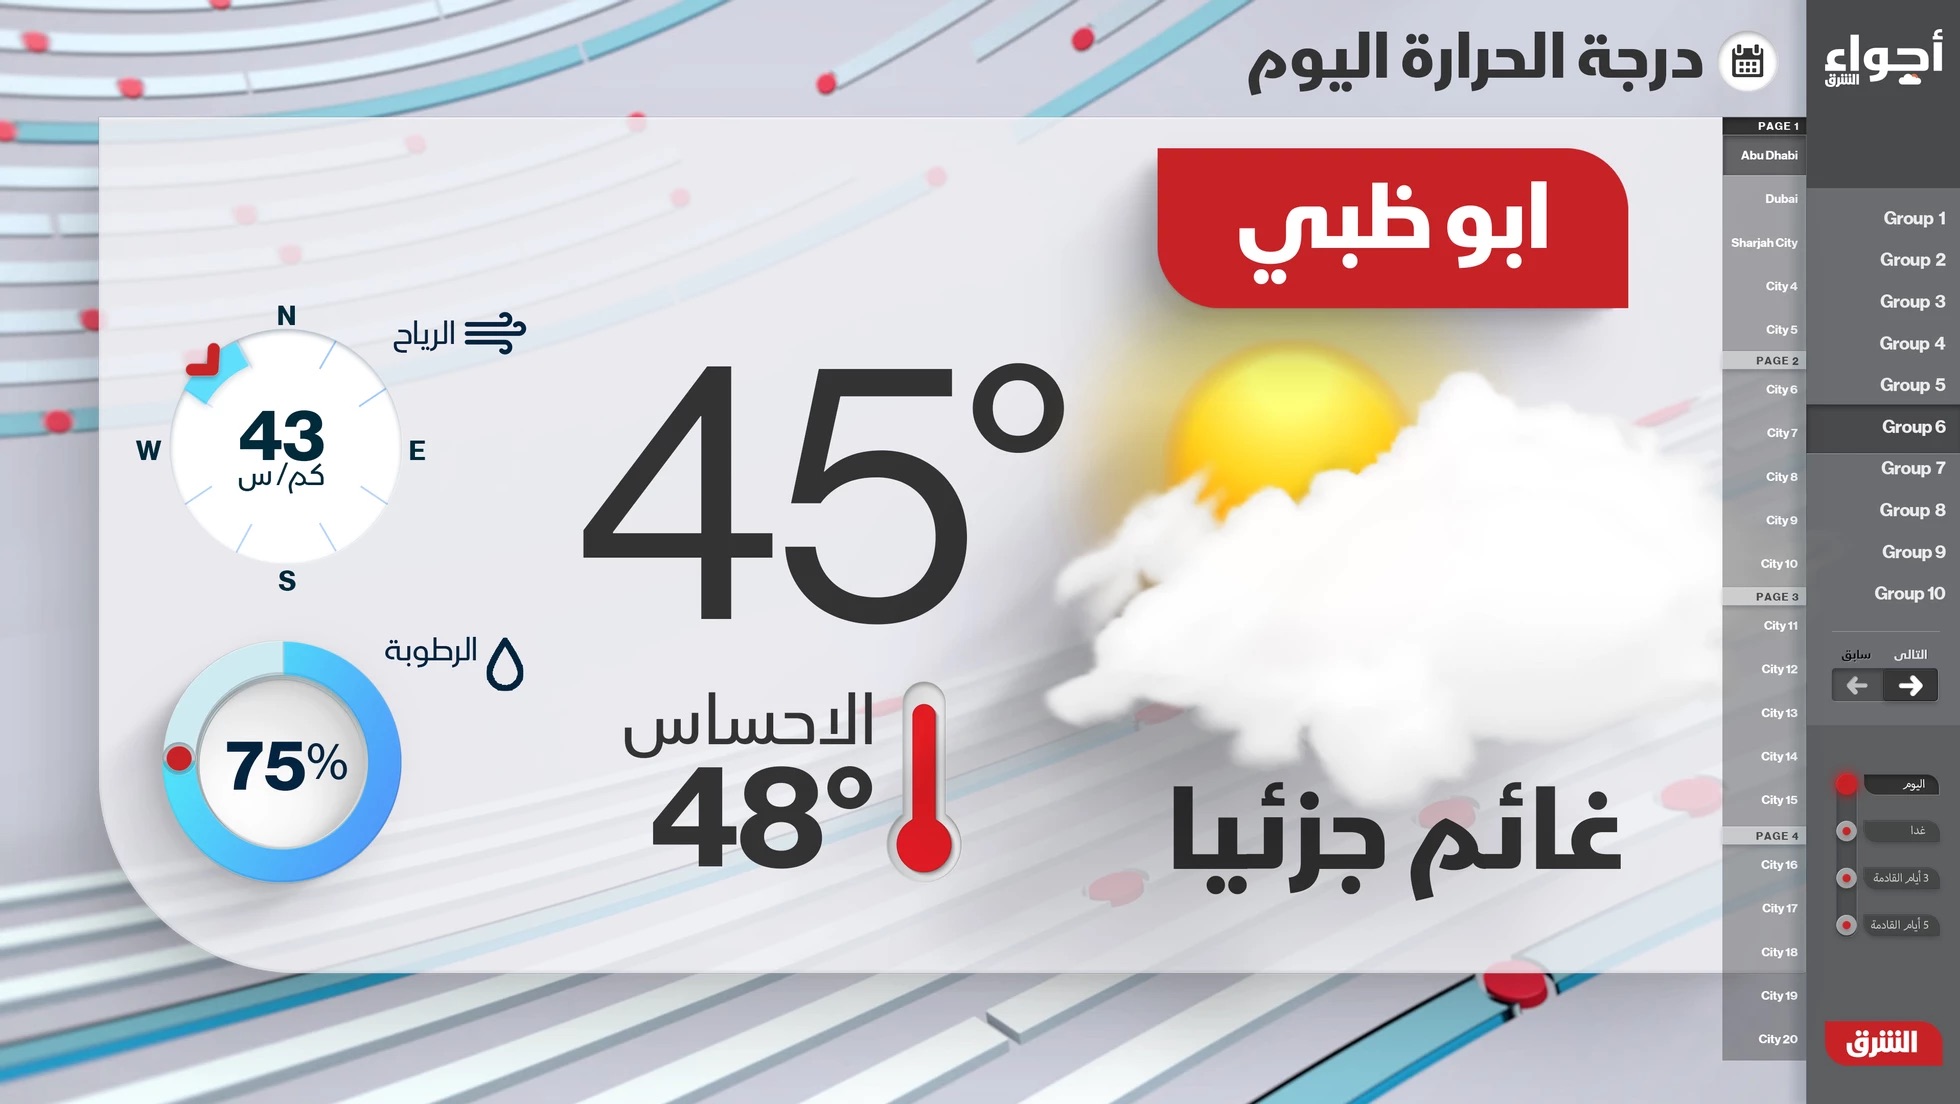 درجة الحرارة اليوم
أجواء
الشرق
ابو ظبي
45°
غائم جزئيا
الاحساس
48°
الرياح
N
W
E
S
43
كم/س
الرطوبة
75%
PAGE 1
Abu Dhabi
Dubai
Sharjah City
City 4
City 5
PAGE 2
City 6
City 7
City 8
City 9
City 10
PAGE 3
City 11
City 12
City 13
City 14
City 15
PAGE 4
City 16
City 17
City 18
City 19
City 20
Group 1
Group 2
Group 3
Group 4
Group 5
Group 6
Group 7
Group 8
Group 9
Group 10
التالى سابق
اليوم
غدا
3 أيام القادمة
5 أيام القادمة
الشرق